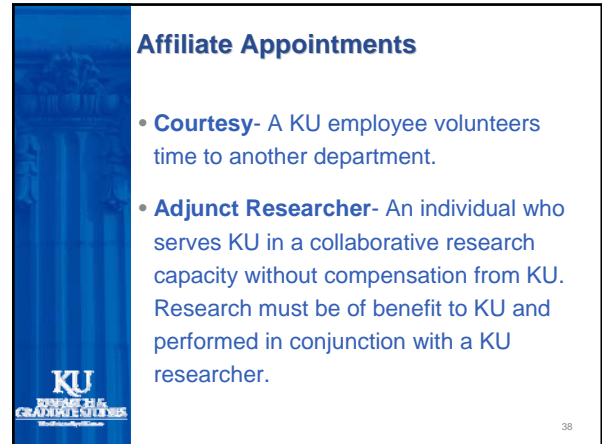 Affiliate Appointments
• Courtesy- A KU employee volunteers
time to another department.
• Adjunct Researcher- An individual who
serves KU in a collaborative research
capacity without compensation from KU.
Research must be of benefit to KU and
performed in conjunction with a KU
researcher.
KU
RESEARCH &
GRADUATE STUDIES
38